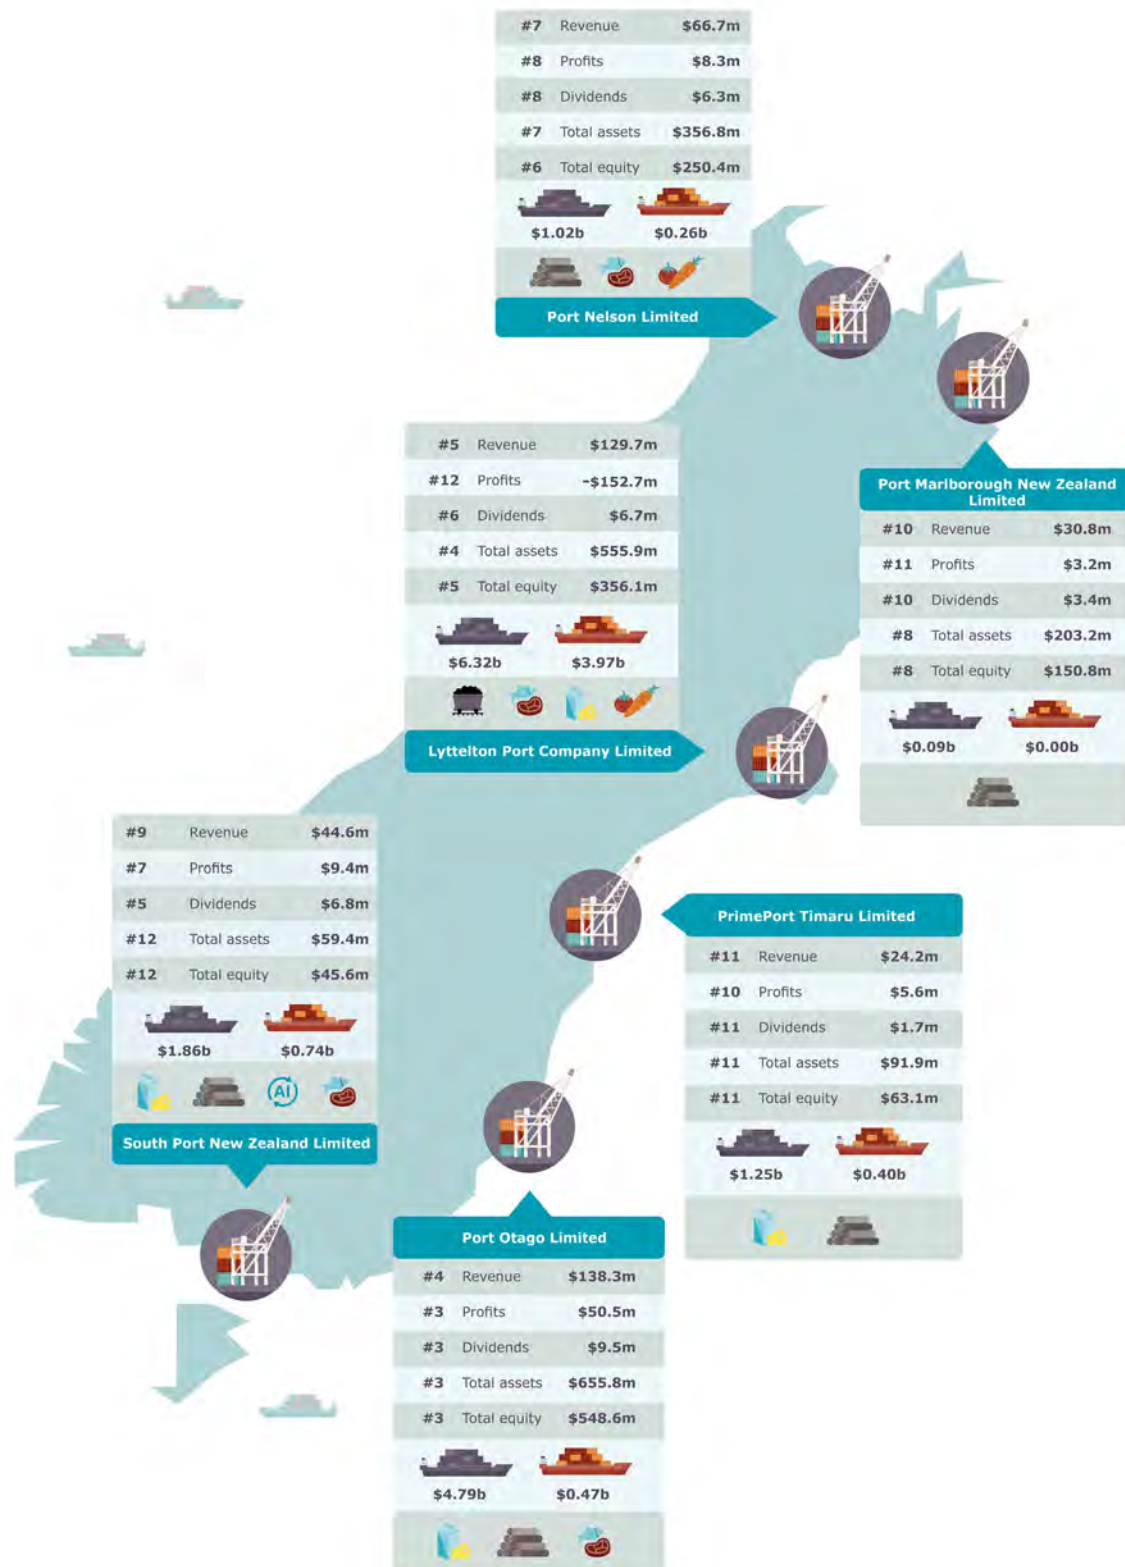 #7 Revenue $66.7m
#8 Profits $8.3m
#8 Dividends $6.3m
#7 Total assets $356.8m
#6 Total equity $250.4m
$1.02b $0.26b
Port Nelson Limited
#5 Revenue $129.7m
#12 Profits -$152.7m
#6 Dividends $6.7m
#4 Total assets $555.9m
#5 Total equity $356.1m
$6.32b $3.97b
Lyttelton Port Company Limited
Port Marlborough New Zealand
Limited
#10 Revenue $30.8m
#11 Profits $3.2m
#10 Dividends $3.4m
#8 Total assets $203.2m
#8 Total equity $150.8m
$0.09b $0.00b
#9 Revenue $44.6m
#7 Profits $9.4m
#5 Dividends $6.8m
#12 Total assets $59.4m
#12 Total equity $45.6m
$1.86b $0.74b
Al
South Port New Zealand Limited
PrimePort Timaru Limited
#11 Revenue $24.2m
#10 Profits $5.6m
#11 Dividends $1.7m
#11 Total assets $91.9m
#11 Total equity $63.1m
$1.25b $0.40b
Port Otago Limited
#4 Revenue $138.3m
#3 Profits $50.5m
#3 Dividends $9.5m
#3 Total assets $655.8m
#3 Total equity $548.6m
$4.79b $0.47b